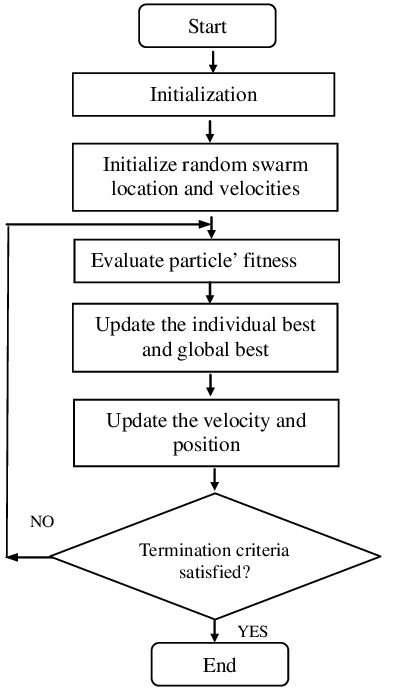 Start
Initialization
Initialize random swarm
location and velocities
Evaluate particle’ fitness
Update the individual best
and global best
Update the velocity and
position
NO
Termination criteria
satisfied?
YES
End